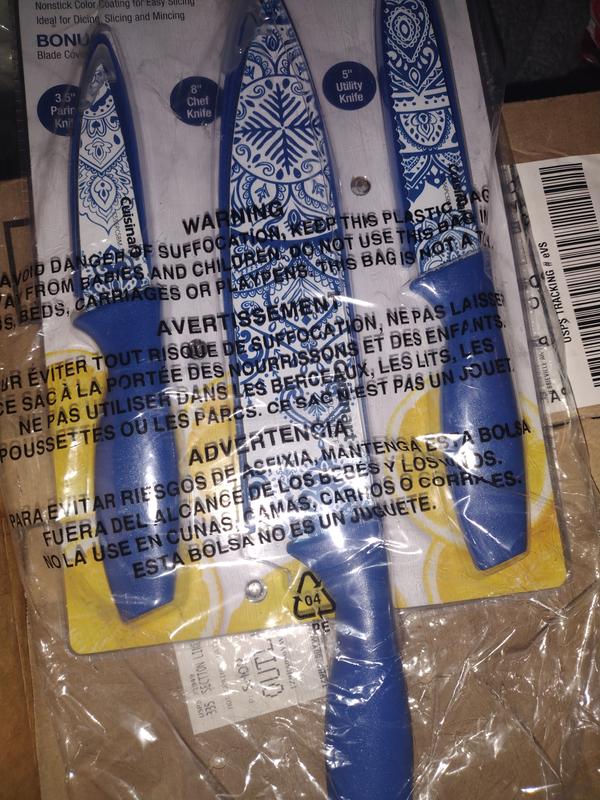 Nonstick Color Coating for Easy Slicing
Ideal for Dicing, Slicing and Mincing
BONUS
Blade
3.5"
Paring
Knife
8"
Chef
Knife
5"
Utility
Knife
Cuisinart
WARNING
AVOID DANGER OF SUFFOCATION, KEEP THIS PLASTIC BAG
AWAY FROM BABIES AND CHILDREN. DO NOT USE THIS BAG IN
BEDS, CARRIAGES OR PLAYPENS. THIS BAG IS NOT A
AVERTISSEMENT
UR ÉVITER TOUT RISQUE DE SUFFOCATION, NE PAS LAISSER
CE SAC À LA PORTÉE DES NOURRISSONS ET DES ENFANTS.
NE PAS UTILISER DANS LES BERCEAUX, LES LITS, LES
POUSSETTES OU LES PARCS. CE SAC N'EST PAS UN JOUET.
ADVERTENCIA
PARA EVITAR RIESGOS DE ASFIXIA, MANTENGA ESTA BOLSA
FUERA DEL ALCANCE DE LOS BEBÉS Y LOS NIÑOS.
NO LA USE EN CUNAS, CAMAS, CARROS O CORRALES.
ESTA BOLSA NO ES UN JUGUETE.
04
PE
USPS TRACKING # 9VS
SEE SECTION